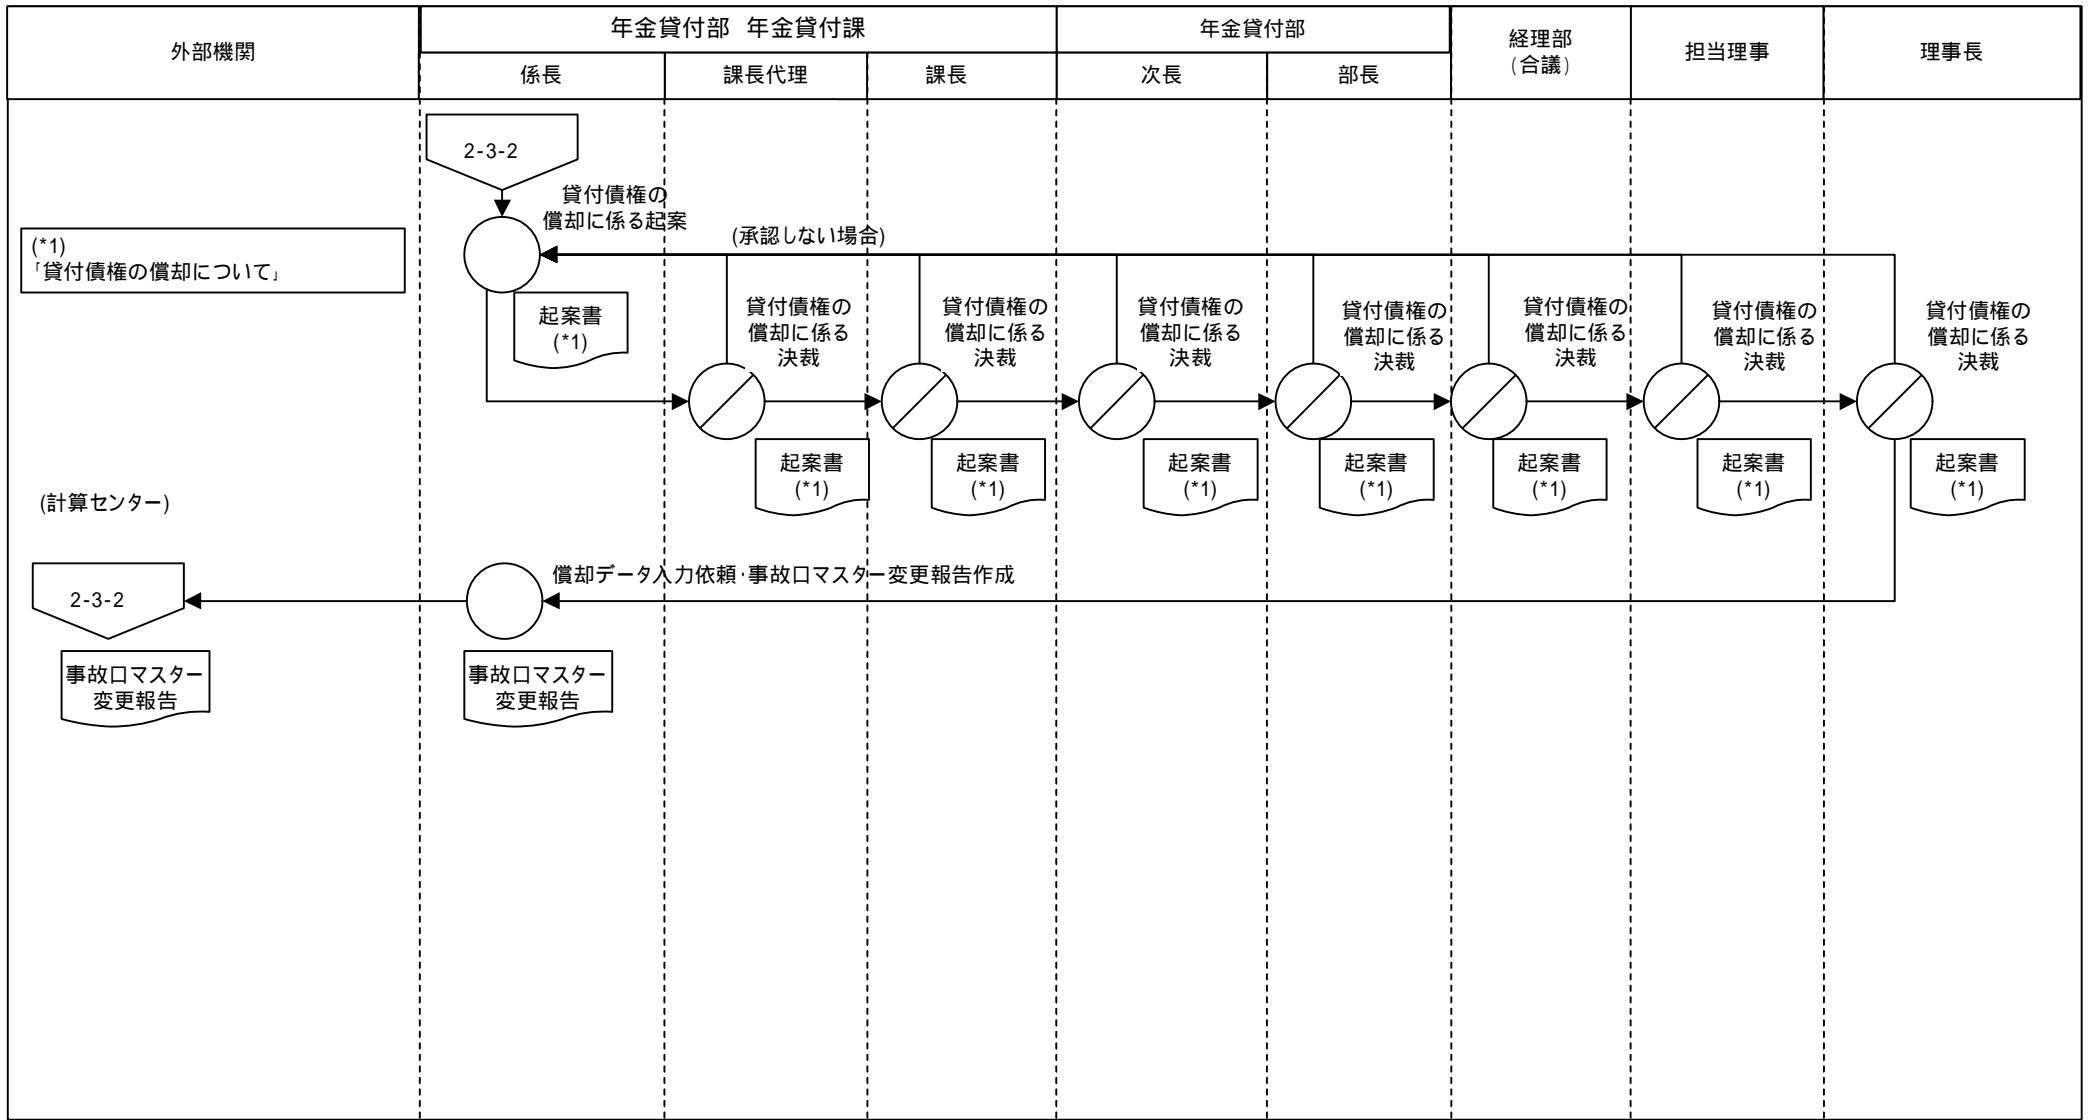 外部機関
年金貸付部 年金貸付課
年金貸付部
経理部
(合議)
担当理事
理事長
係長
課長代理
課長
次長
部長
2-3-2
貸付債権の
償却に係る起案
(*1)
「貸付債権の償却について」
(承認しない場合)
起案書
(*1)
貸付債権の
償却に係る
決裁
貸付債権の
償却に係る
決裁
貸付債権の
償却に係る
決裁
貸付債権の
償却に係る
決裁
貸付債権の
償却に係る
決裁
貸付債権の
償却に係る
決裁
貸付債権の
償却に係る
決裁
起案書
(*1)
起案書
(*1)
起案書
(*1)
起案書
(*1)
起案書
(*1)
起案書
(*1)
起案書
(*1)
(計算センター)
2-3-2
償却データ入力依頼・事故口マスター変更報告作成
事故口マスター
変更報告
事故口マスター
変更報告